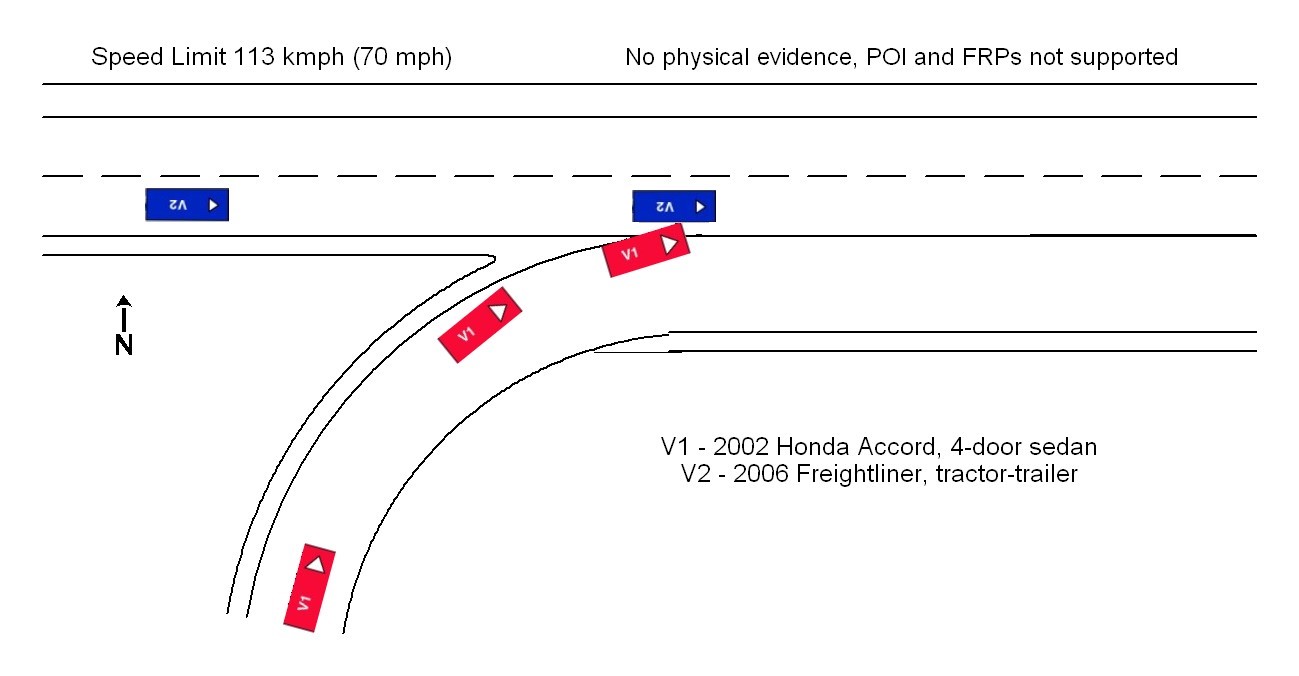 Speed Limit 113 kmph (70 mph)
No physical evidence, POI and FRPs not supported
V2
V2
V1
V1
N
V1 - 2002 Honda Accord, 4-door sedan
V2 - 2006 Freightliner, tractor-trailer
V1